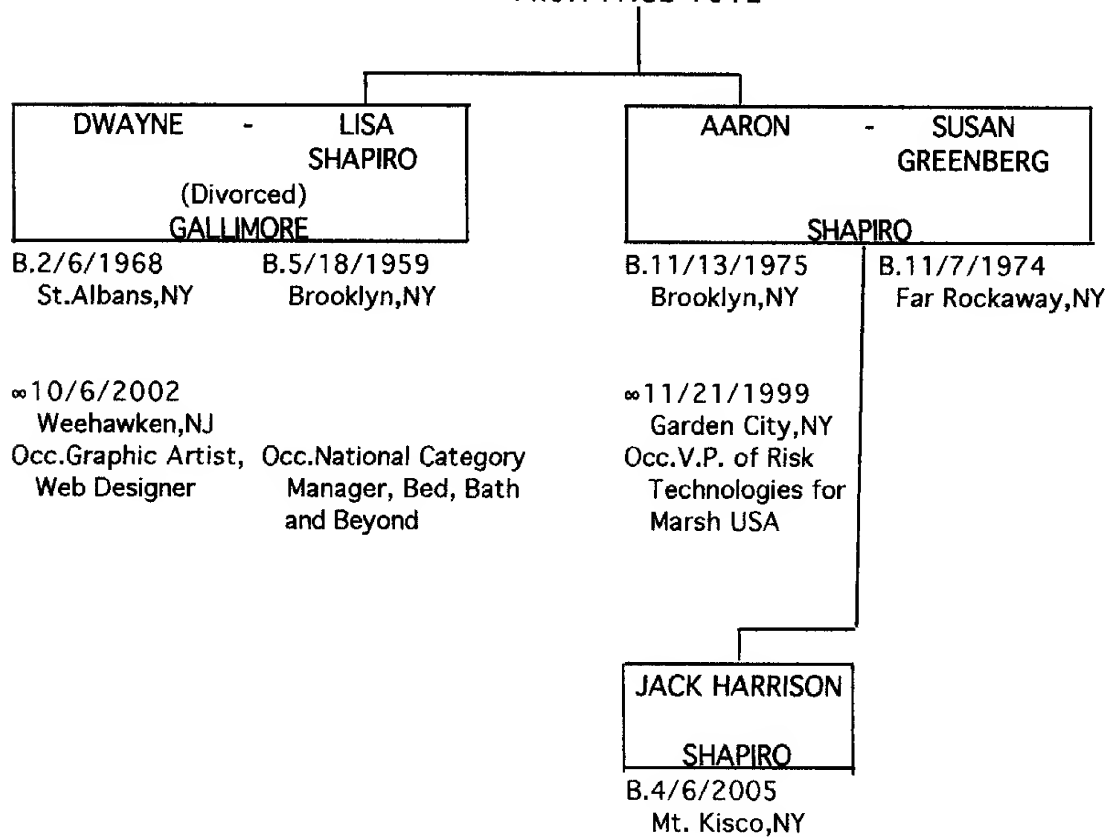 DWAYNE - LISA
SHAPIRO
(Divorced)
GALLIMORE
B.2/6/1968 B.5/18/1959
St.Albans,NY Brooklyn,NY
∞10/6/2002
Weehawken,NJ
Occ.Graphic Artist, Occ.National Category
Web Designer Manager, Bed, Bath
and Beyond
AARON - SUSAN
GREENBERG
SHAPIRO
B.11/13/1975 B.11/7/1974
Brooklyn,NY Far Rockaway,NY
∞11/21/1999
Garden City,NY
Occ.V.P. of Risk
Technologies for
Marsh USA
JACK HARRISON
SHAPIRO
B.4/6/2005
Mt. Kisco,NY